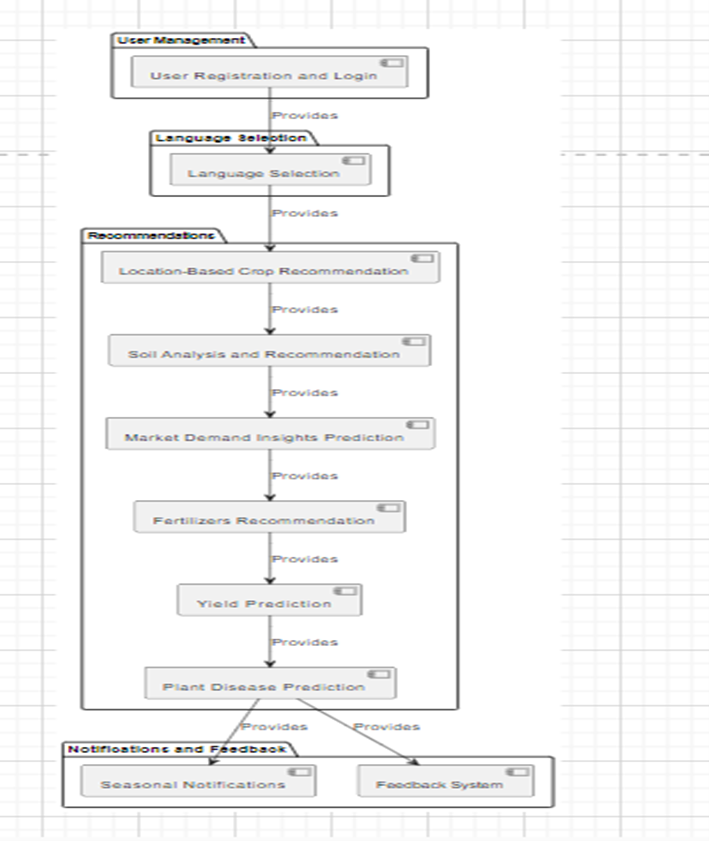 User Management
User Registration and Login
Provides
Language Selection
Language Selection
Provides
Recommendations
Location-Based Crop Recommendation
Provides
Soil Analysis and Recommendation
Provides
Market Demand Insights Prediction
Provides
Fertilizers Recommendation
Provides
Yield Prediction
Provides
Plant Disease Prediction
Provides Provides
Notifications and Feedback
Seasonal Notifications Feedback System